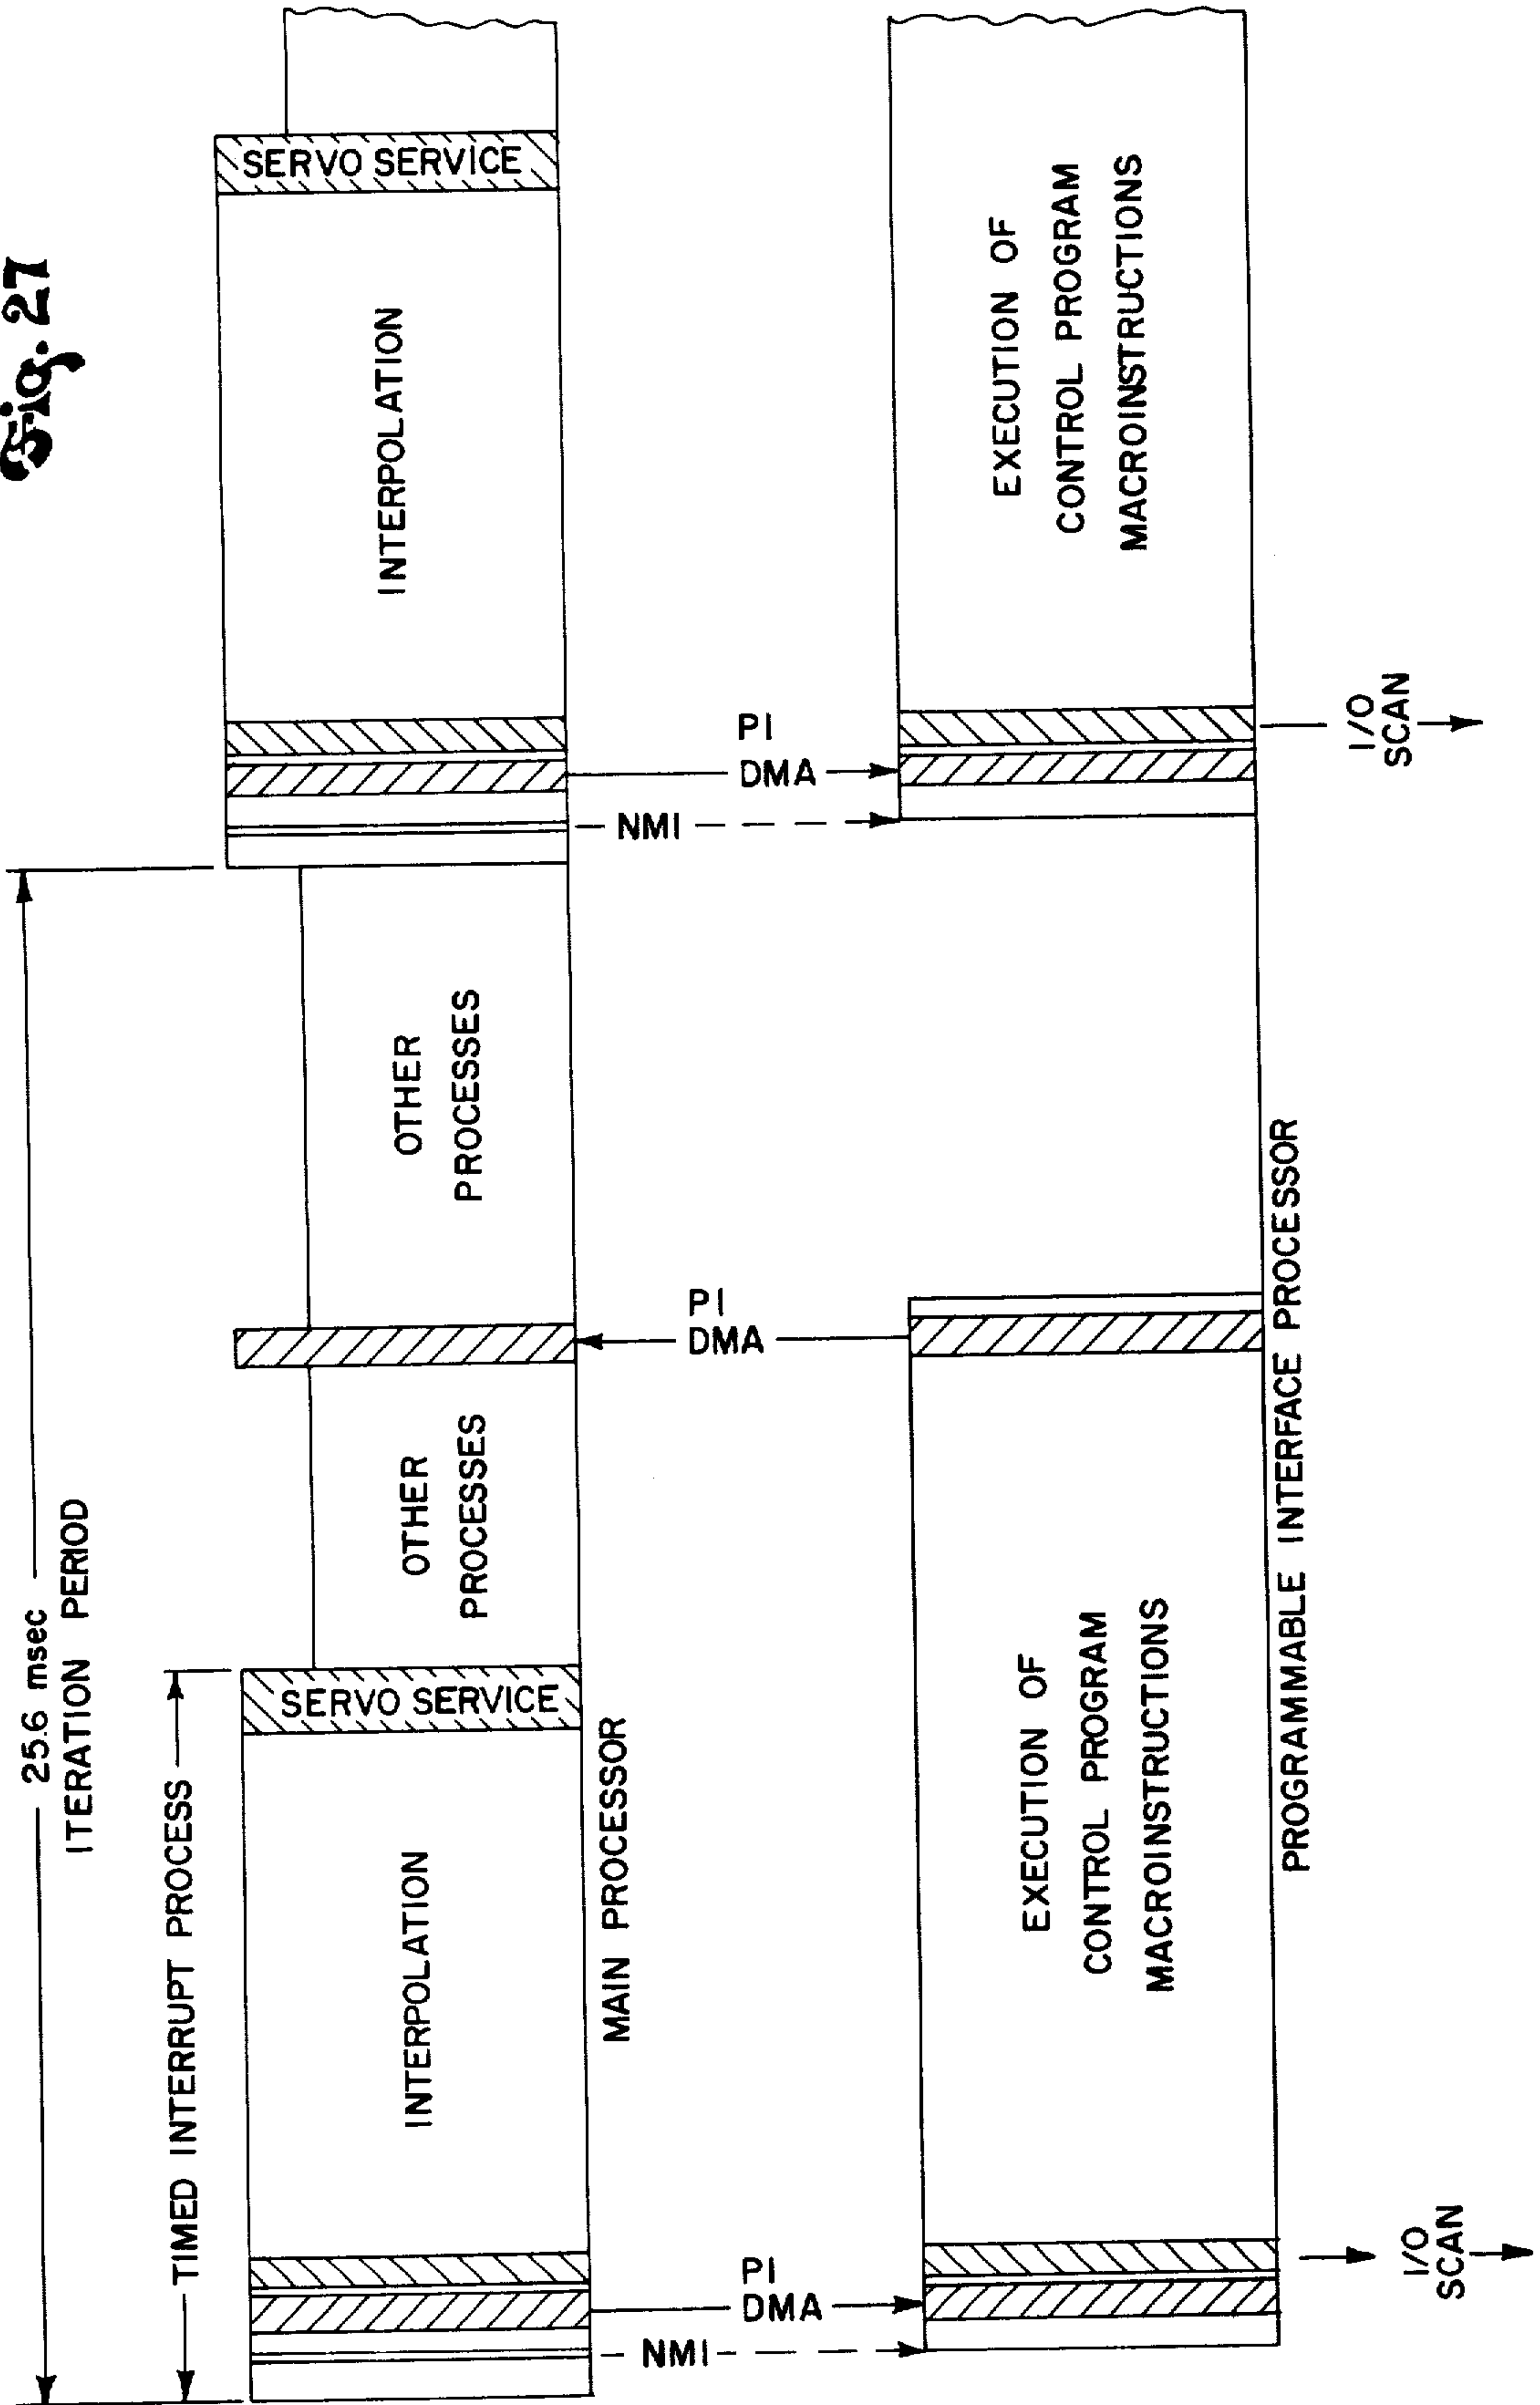 Fig. 27
25.6 msec
ITERATION PERIOD
TIMED INTERRUPT PROCESS
INTERPOLATION
SERVO SERVICE
OTHER
PROCESSES
OTHER
PROCESSES
INTERPOLATION
SERVO SERVICE
MAIN PROCESSOR
NMI
PI
DMA
PI
DMA
NMI
PI
DMA
EXECUTION OF
CONTROL PROGRAM
MACROINSTRUCTIONS
EXECUTION OF
CONTROL PROGRAM
MACROINSTRUCTIONS
PROGRAMMABLE INTERFACE PROCESSOR
I/O
SCAN
I/O
SCAN